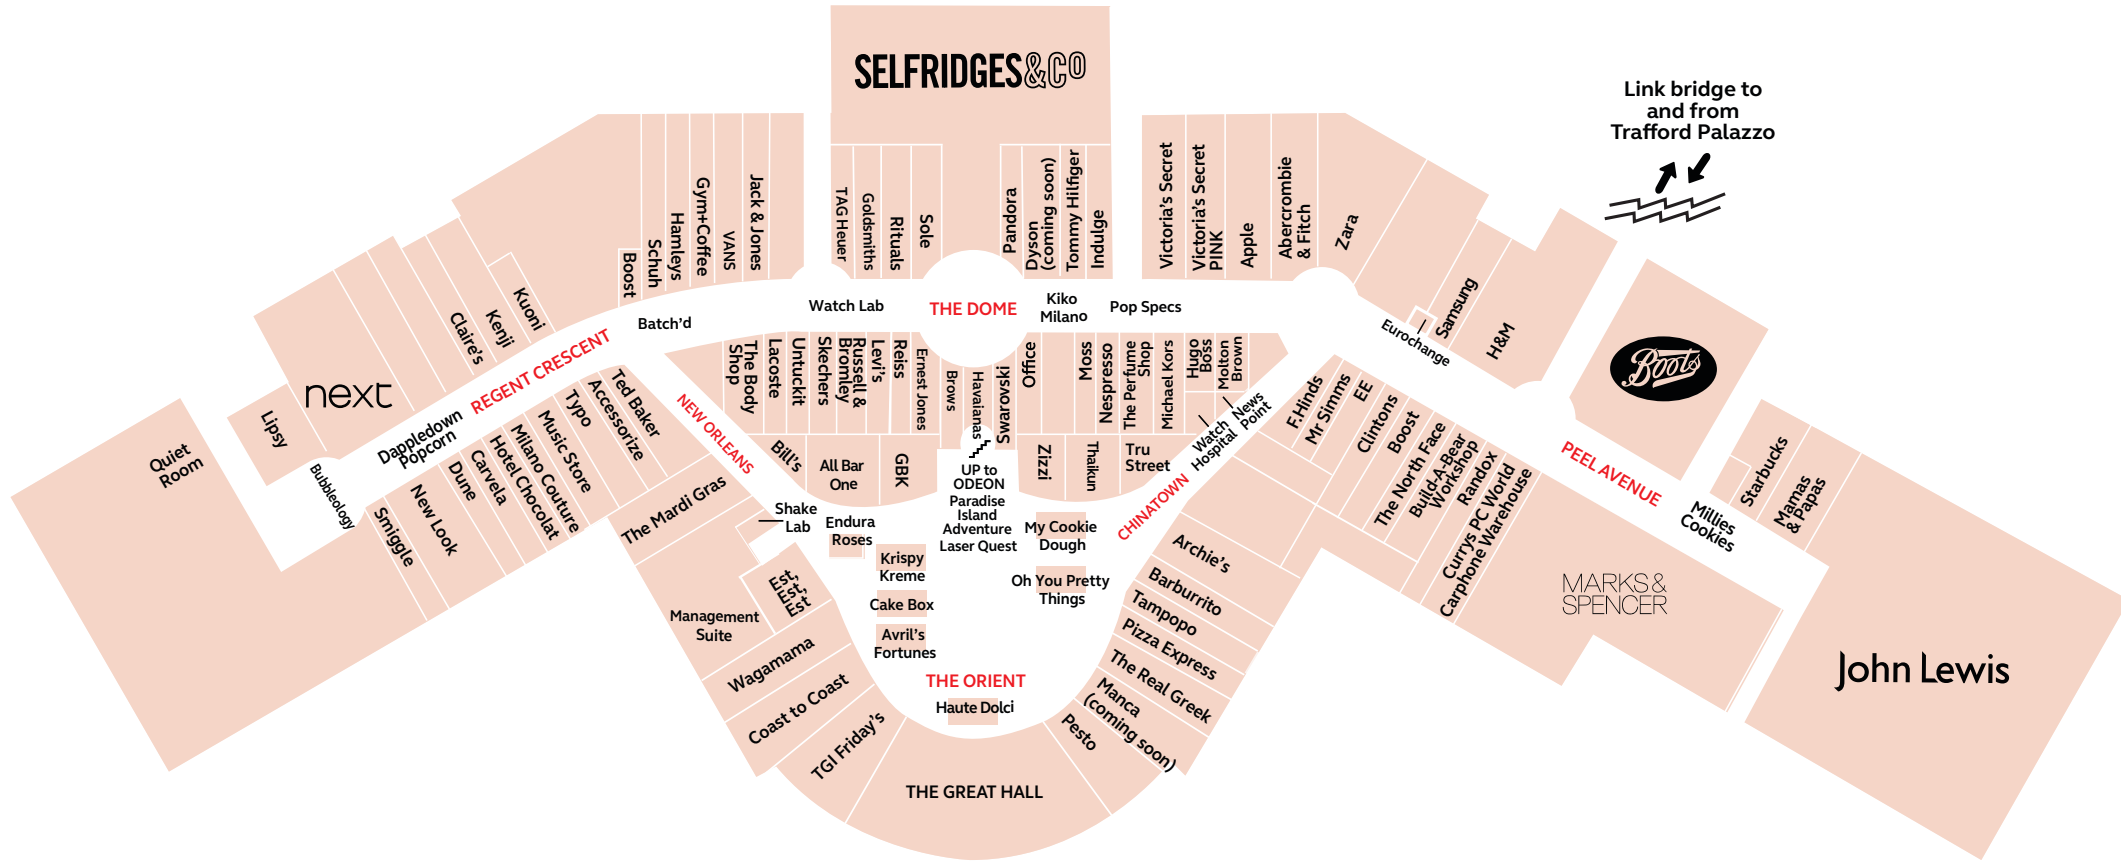 SELFRIDGES&CO
Link bridge to
and from
Trafford Palazzo
Quiet
Room
Lipsy
next
Claire's
Kenji
Kuoni
Boost
Schuh
Hamleys
Gym+Coffee
VANS
Jack & Jones
TAG Heuer
Goldsmiths
Rituals
Sole
Pandora
Dyson
(coming soon)
Tommy Hilfiger
Indulge
Victoria's Secret
Victoria's Secret
PINK
Apple
Abercrombie
& Fitch
Zara
Eurochange
Samsung
H&M
Boots
Starbucks
Mamas
& Papas
John Lewis
Bubbleology
Dappledown
Popcorn
REGENT CRESCENT
Batch'd
Watch Lab
THE DOME
Kiko
Milano
Pop Specs
PEEL AVENUE
Millies
Cookies
Smiggle
New Look
Dune
Carvela
Hotel Chocolat
Milano Couture
Music Store
Typo
Accessorize
Ted Baker
NEW ORLEANS
The Body
Shop
Lacoste
Untuckit
Skechers
Russell &
Bromley
Levi's
Reiss
Ernest Jones
Brows
Havaianas
Swarovski
Office
Moss
Nespresso
The Perfume
Shop
Michael Kors
Hugo
Boss
Molton
Brown
News
Point
Watch
Hospital
CHINATOWN
F.Hinds
Mr Simms
EE
Clintons
Boost
The North Face
Build-A-Bear
Workshop
Randox
Currys PC World
Carphone Warehouse
MARKS &
SPENCER
Bill's
All Bar
One
GBK
UP to
ODEON
Paradise
Island
Adventure
Laser Quest
Zizzi
Thaikun
Tru
Street
The Mardi Gras
Shake
Lab
Endura
Roses
Krispy
Kreme
Cake Box
Avril's
Fortunes
My Cookie
Dough
Oh You Pretty
Things
Management
Suite
Est,
Est,
Est
Wagamama
Coast to Coast
TGI Friday's
THE ORIENT
Haute Dolci
THE GREAT HALL
Archie's
Barburrito
Tampopo
Pizza Express
The Real Greek
Manca
(coming soon)
Pesto